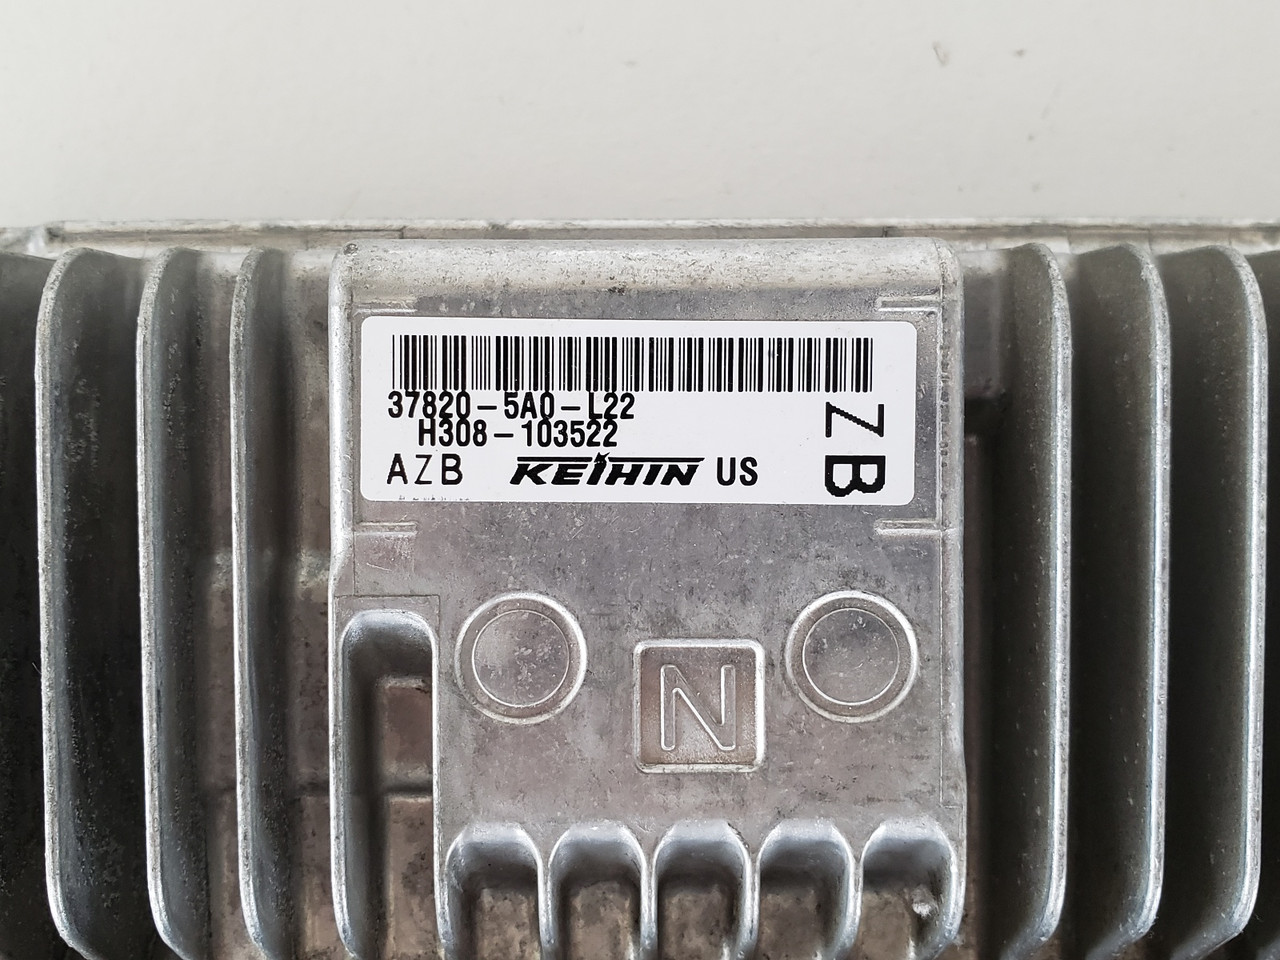 37820-5A0-L22
H308-103522
AZB KEIHIN US
ZB
N